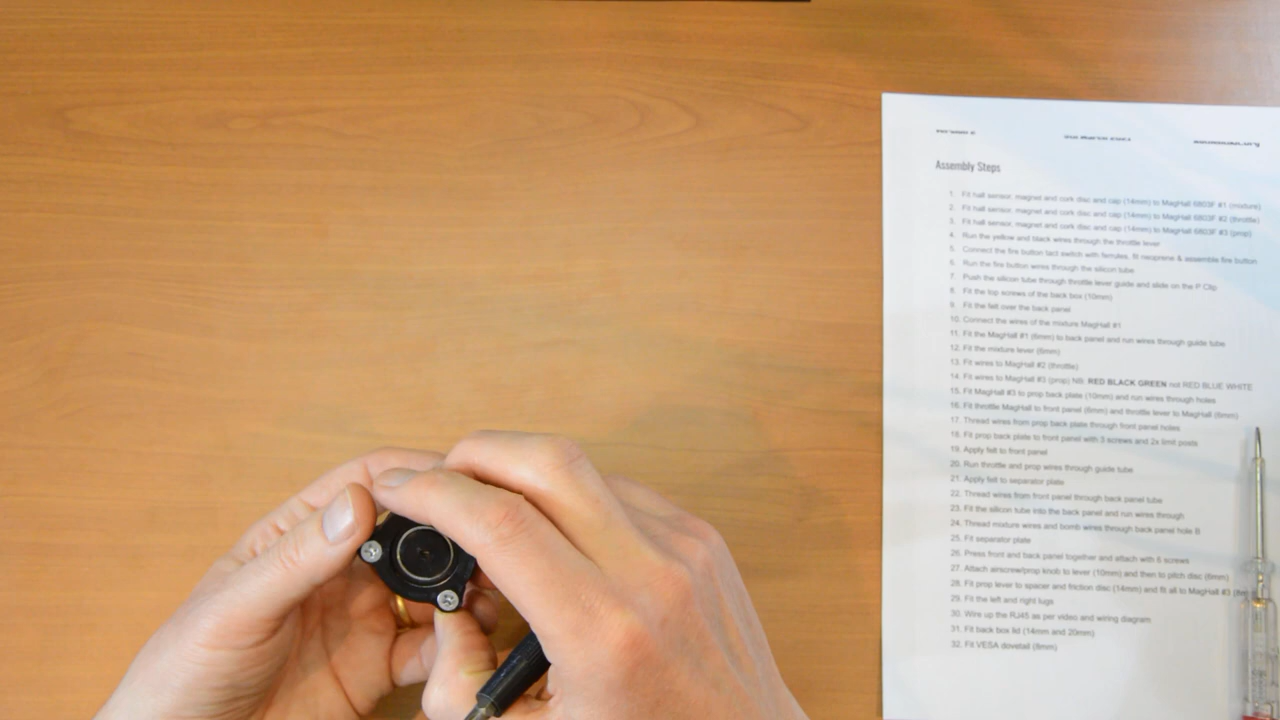 Assembly Steps
1. Fit hall sensor, magnet and cork disc and cap (14mm) to MagHall 6803F #1 (mixture)
2. Fit hall sensor, magnet and cork disc and cap (14mm) to MagHall 6803F #2 (throttle)
3. Fit hall sensor, magnet and cork disc and cap (14mm) to MagHall 6803F #3 (prop)
4. Run the yellow and black wires through the throttle lever
5. Connect the fire button tact switch with ferrules, fit neoprene & assemble fire button
6. Run the fire button wires through the silicon tube
7. Push the silicon tube through throttle lever guide and slide on the P Clip
8. Fit the top screws of the back box (10mm)
9. Fit the felt over the back panel
10. Connect the wires of the mixture MagHall #1
11. Fit the MagHall #1 (6mm) to back panel and run wires through guide tube
12. Fit the mixture lever (6mm)
13. Fit wires to MagHall #2 (throttle)
14. Fit wires to MagHall #3 (prop) NB: RED BLACK GREEN not RED BLUE WHITE
15. Fit MagHall #3 to prop back plate (10mm) and run wires through holes
16. Fit throttle MagHall to front panel (6mm) and throttle lever to MagHall (6mm)
17. Thread wires from prop back plate through front panel holes
18. Fit prop back plate to front panel with 3 screws and 2x limit posts
19. Apply felt to front panel
20. Run throttle and prop wires through guide tube
21. Apply felt to separator plate
22. Thread wires from front panel through back panel tube
23. Fit the silicon tube into the back panel and run wires through
24. Thread mixture wires and bomb wires through back panel hole B
25. Fit separator plate
26. Press front and back panel together and attach with 6 screws
27. Attach airscrew/prop knob to lever (10mm) and then to pitch disc (6mm)
28. Fit prop lever to spacer and friction disc (14mm) and fit all to MagHall #3
29. Fit the left and right lugs
30. Wire up the RJ45 as per video and wiring diagram
31. Fit back box lid (14mm and 20mm)
32. Fit VESA dovetail (8mm)